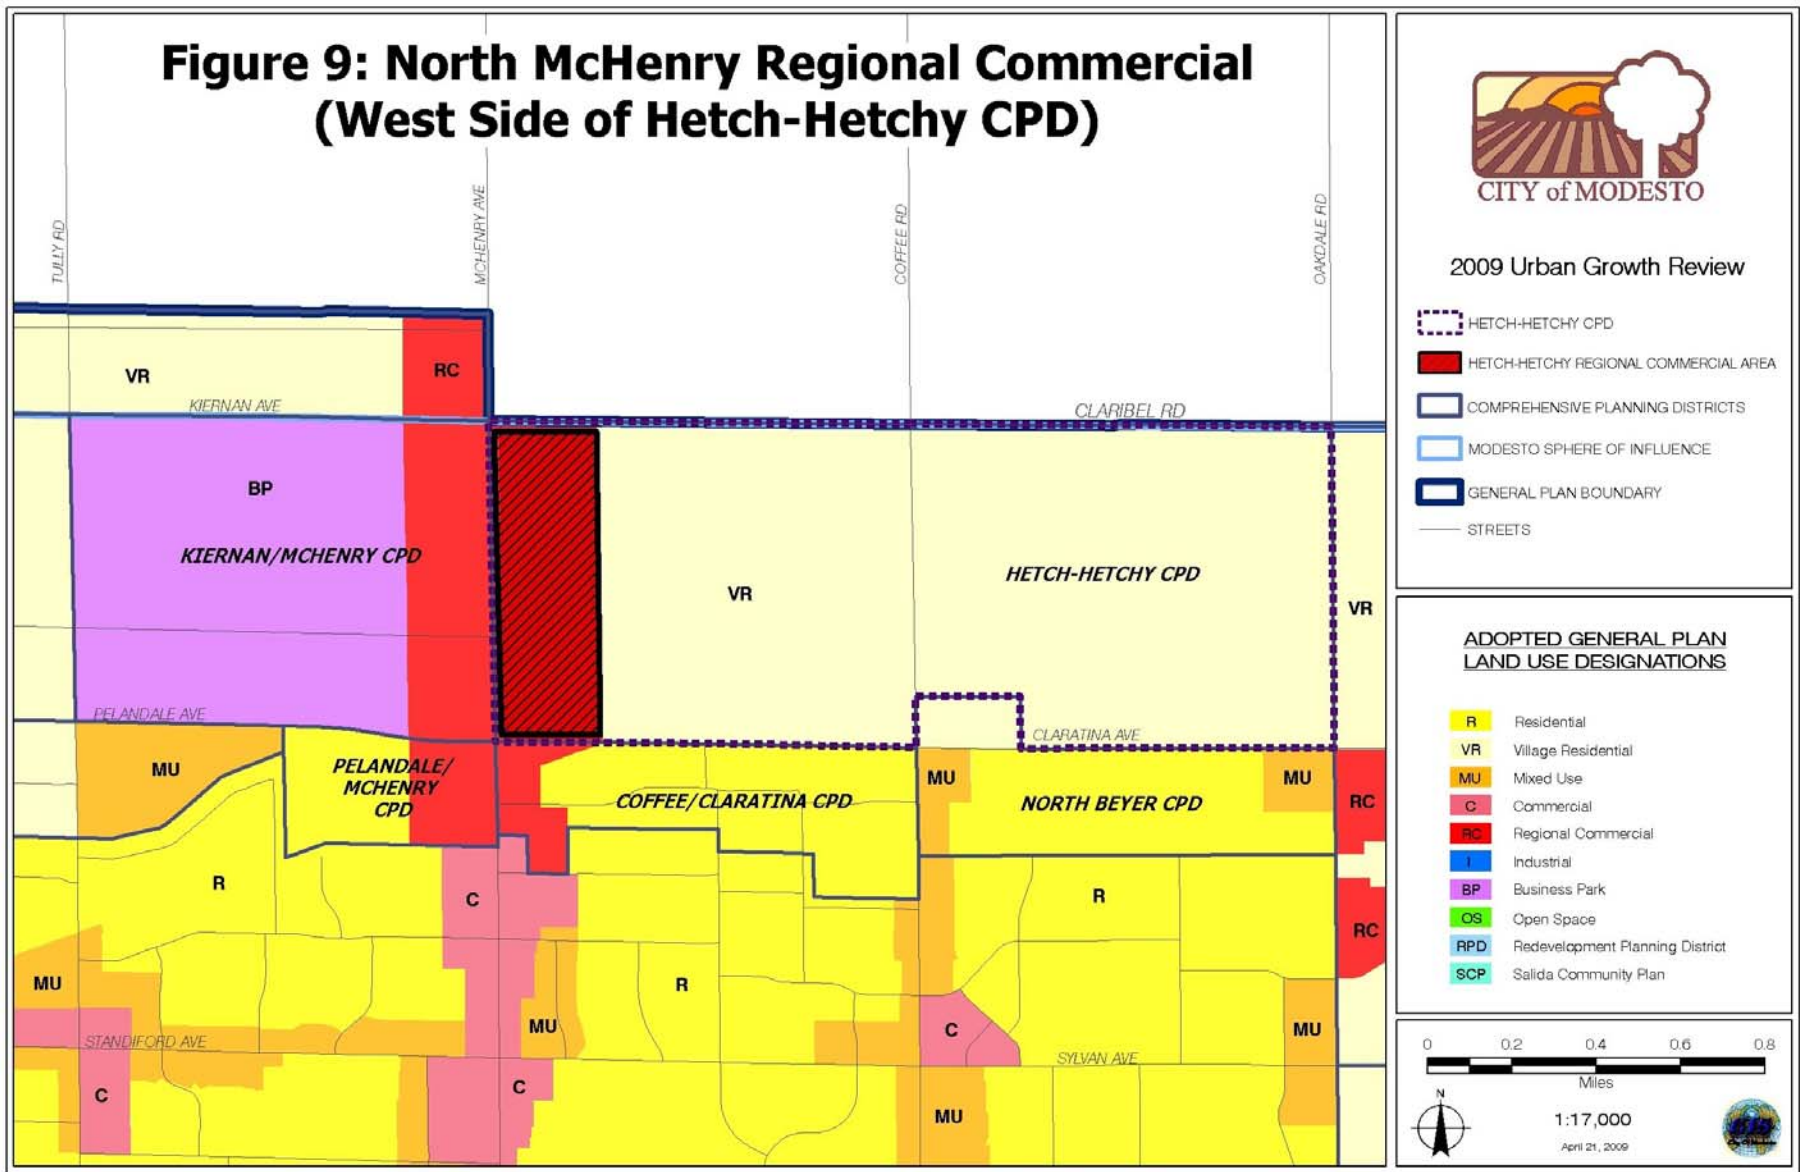 Figure 9: North McHenry Regional Commercial
(West Side of Hetch-Hetchy CPD)
TULLY RD
MCHENRY AVE
COFFEE RD
OAKDALE RD
VR
RC
KIERNAN AVE
CLARIBEL RD
BP
KIERNAN/MCHENRY CPD
VR
HETCH-HETCHY CPD
VR
PELANDALE AVE
CLARATINA AVE
MU
PELANDALE/
MCHENRY
CPD
COFFEE/CLARATINA CPD
MU
NORTH BEYER CPD
MU
RC
R
C
R
RC
MU
R
MU
C
MU
STANDIFORD AVE
SYLVAN AVE
C
C
MU
CITY of MODESTO
2009 Urban Growth Review
HETCH-HETCHY CPD
HETCH-HETCHY REGIONAL COMMERCIAL AREA
COMPREHENSIVE PLANNING DISTRICTS
MODESTO SPHERE OF INFLUENCE
GENERAL PLAN BOUNDARY
STREETS
ADOPTED GENERAL PLAN
LAND USE DESIGNATIONS
R Residential
VR Village Residential
MU Mixed Use
C Commercial
RC Regional Commercial
I Industrial
BP Business Park
OS Open Space
RPD Redevelopment Planning District
SCP Salida Community Plan
0 0.2 0.4 0.6 0.8
Miles
N
1:17,000
April 21, 2009